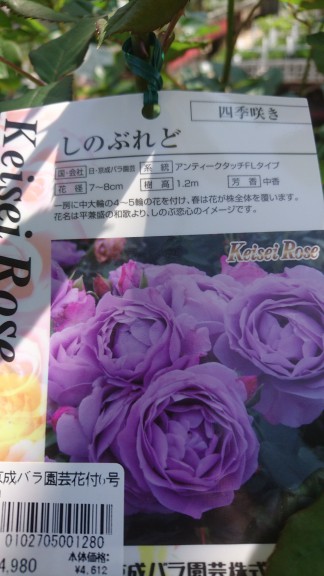 四季咲き
しのぶれど
国・会社 日・京成バラ園芸 系統 アンティークタッチFLタイプ
花径 7〜8cm 樹高 1.2m 芳香 中香
一房に中大輪の4〜5輪の花を付け、春は花が株全体を覆います。
花名は平兼盛の和歌より、しのぶ恋心のイメージです。
Keisei Rose
Keisei Rose
京成バラ園芸花付6号
0102705001280
本体価格:
4,980
¥4,612
京成バラ園芸株式